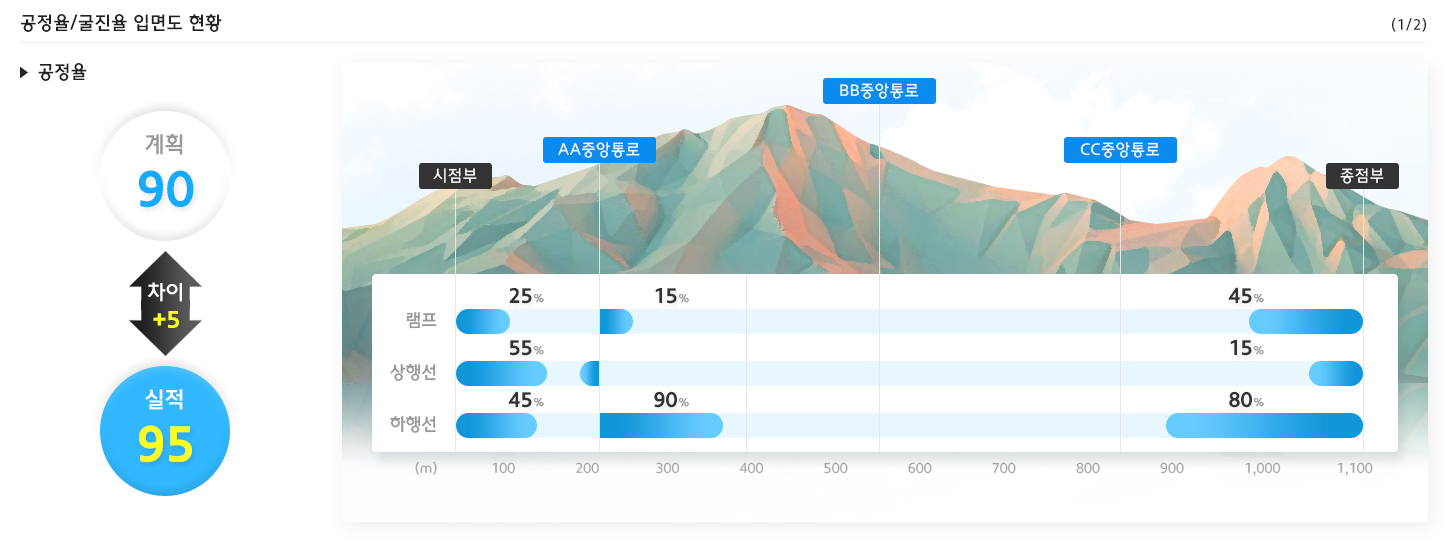 공정율/굴진율 입면도 현황
(1/2)
▶ 공정율
계획
90
차이
+5
실적
95
BB중앙통로
AA중앙통로
CC중앙통로
시점부
종점부
25% 15% 45%
램프
55% 15%
상행선
45% 90% 80%
하행선
(m) 100 200 300 400 500 600 700 800 900 1,000 1,100